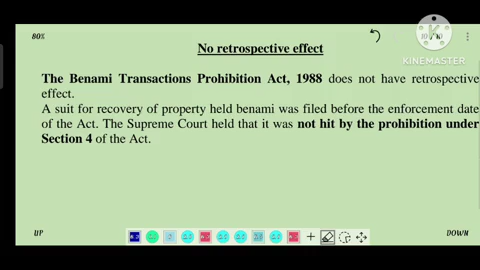 80%
10 / 10
KINEMASTER
No retrospective effect
The Benami Transactions Prohibition Act, 1988 does not have retrospective
effect.
A suit for recovery of property held benami was filed before the enforcement date
of the Act. The Supreme Court held that it was not hit by the prohibition under
Section 4 of the Act.
UP
DOWN